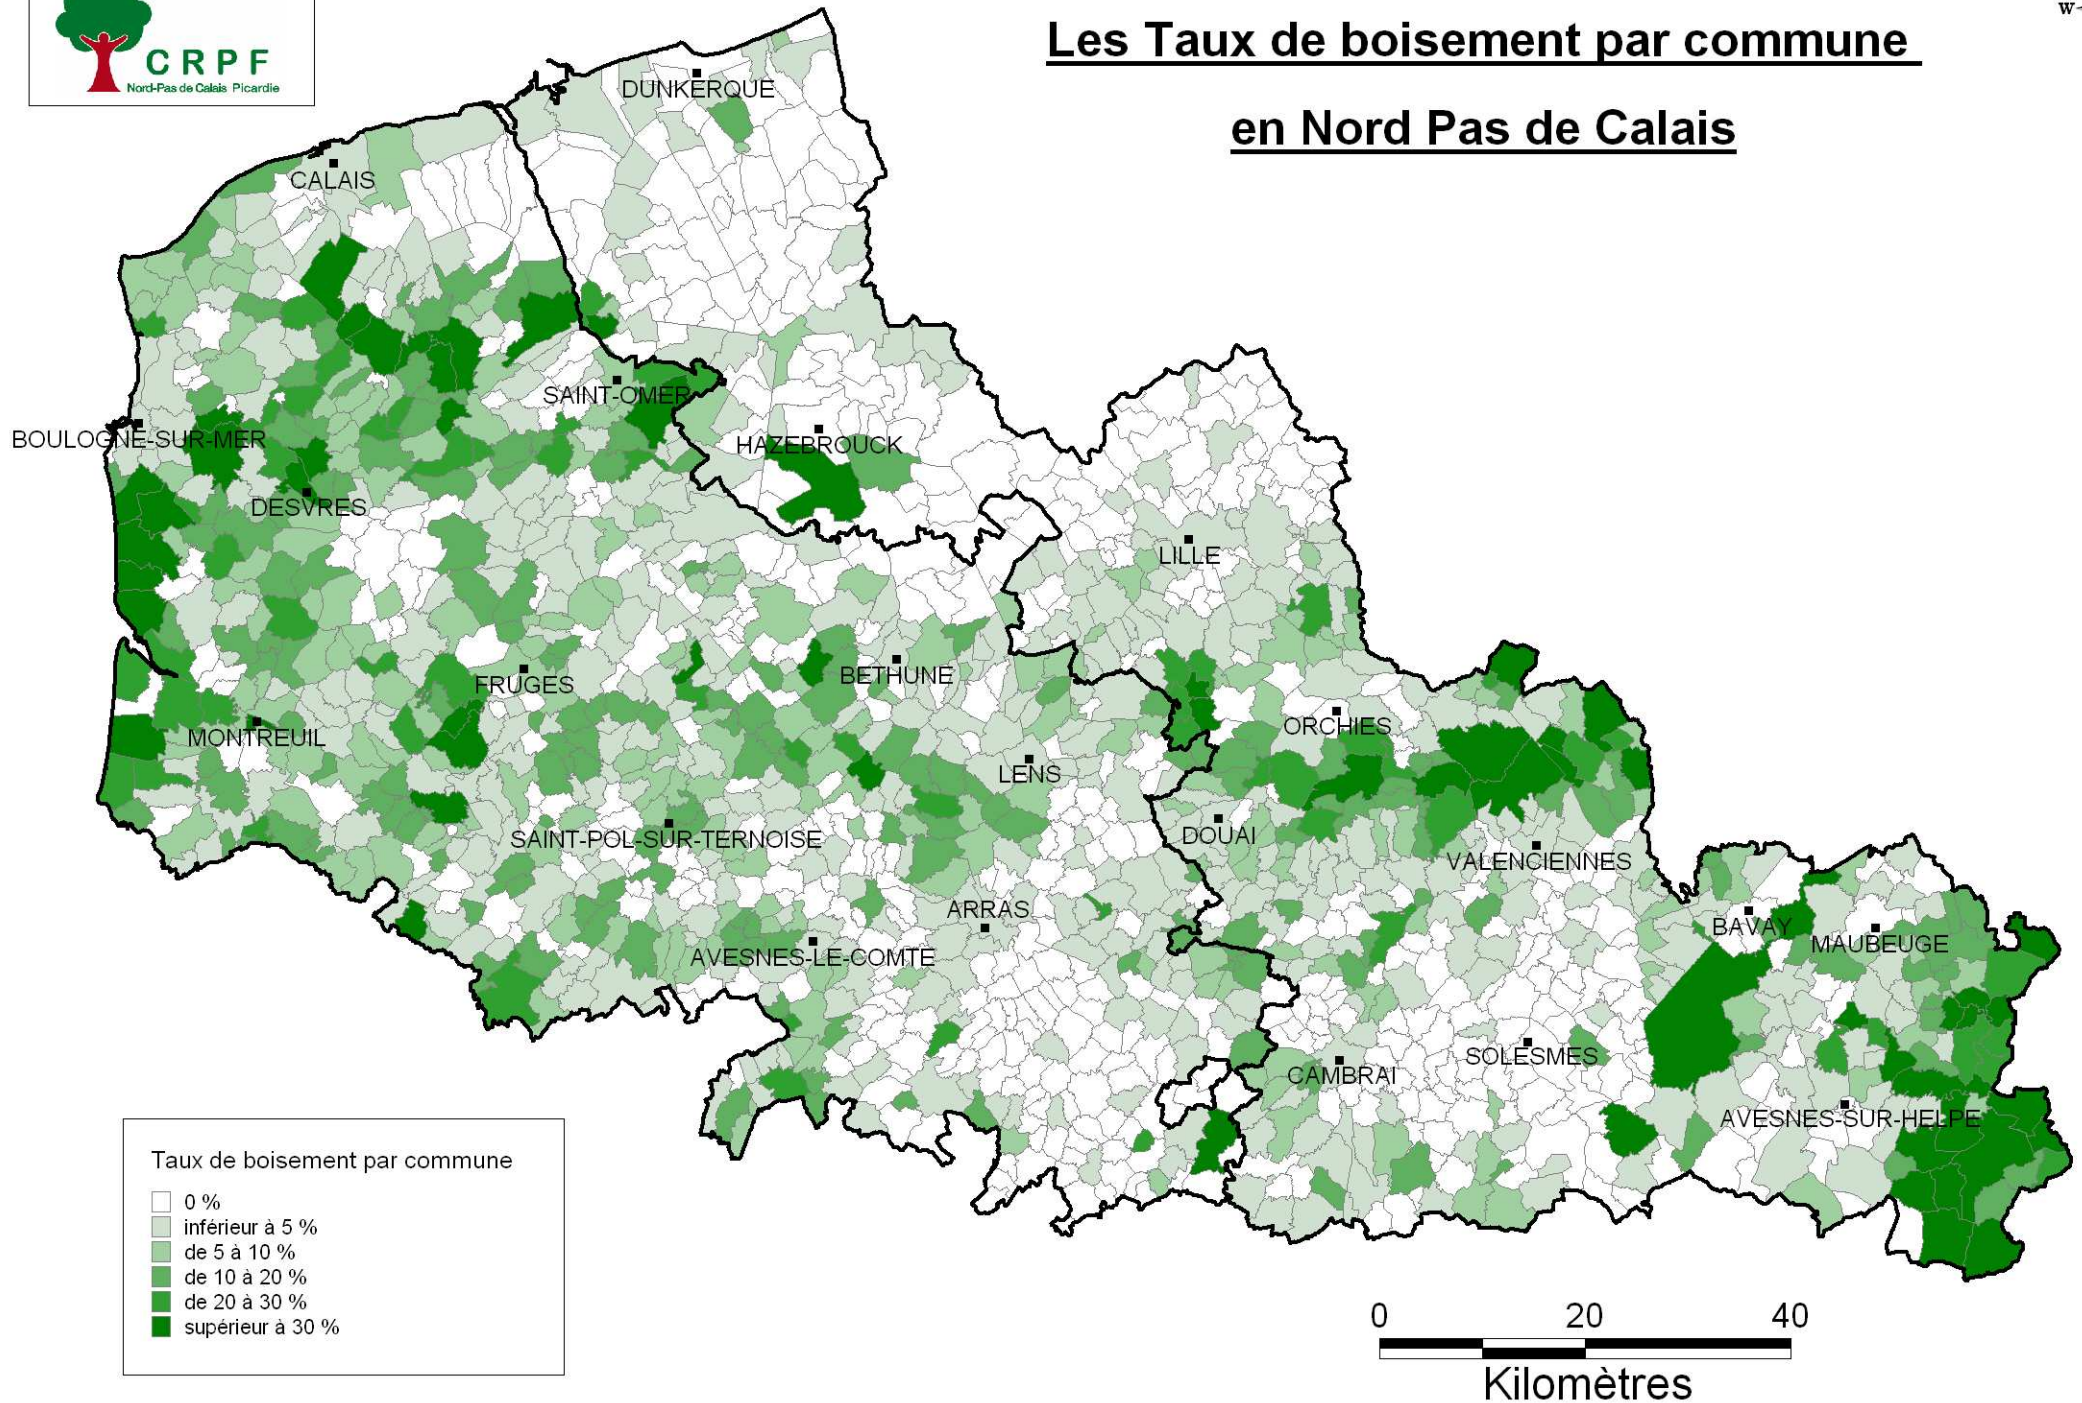 CRPF
Nord-Pas de Calais Picardie
Les Taux de boisement par commune
en Nord Pas de Calais
W
DUNKERQUE
CALAIS
SAINT-OMER
BOULOGNE-SUR-MER
HAZEBROUCK
DESVRES
LILLE
FRUGES
BETHUNE
MONTREUIL
ORCHIES
LENS
SAINT-POL-SUR-TERNOISE
DOUAI
VALENCIENNES
ARRAS
BAVAY
MAUBEUGE
AVESNES-LE-COMTE
SOLESMES
CAMBRAI
AVESNES-SUR-HELPE
Taux de boisement par commune
0 %
inférieur à 5 %
de 5 à 10 %
de 10 à 20 %
de 20 à 30 %
supérieur à 30 %
0 20 40
Kilomètres